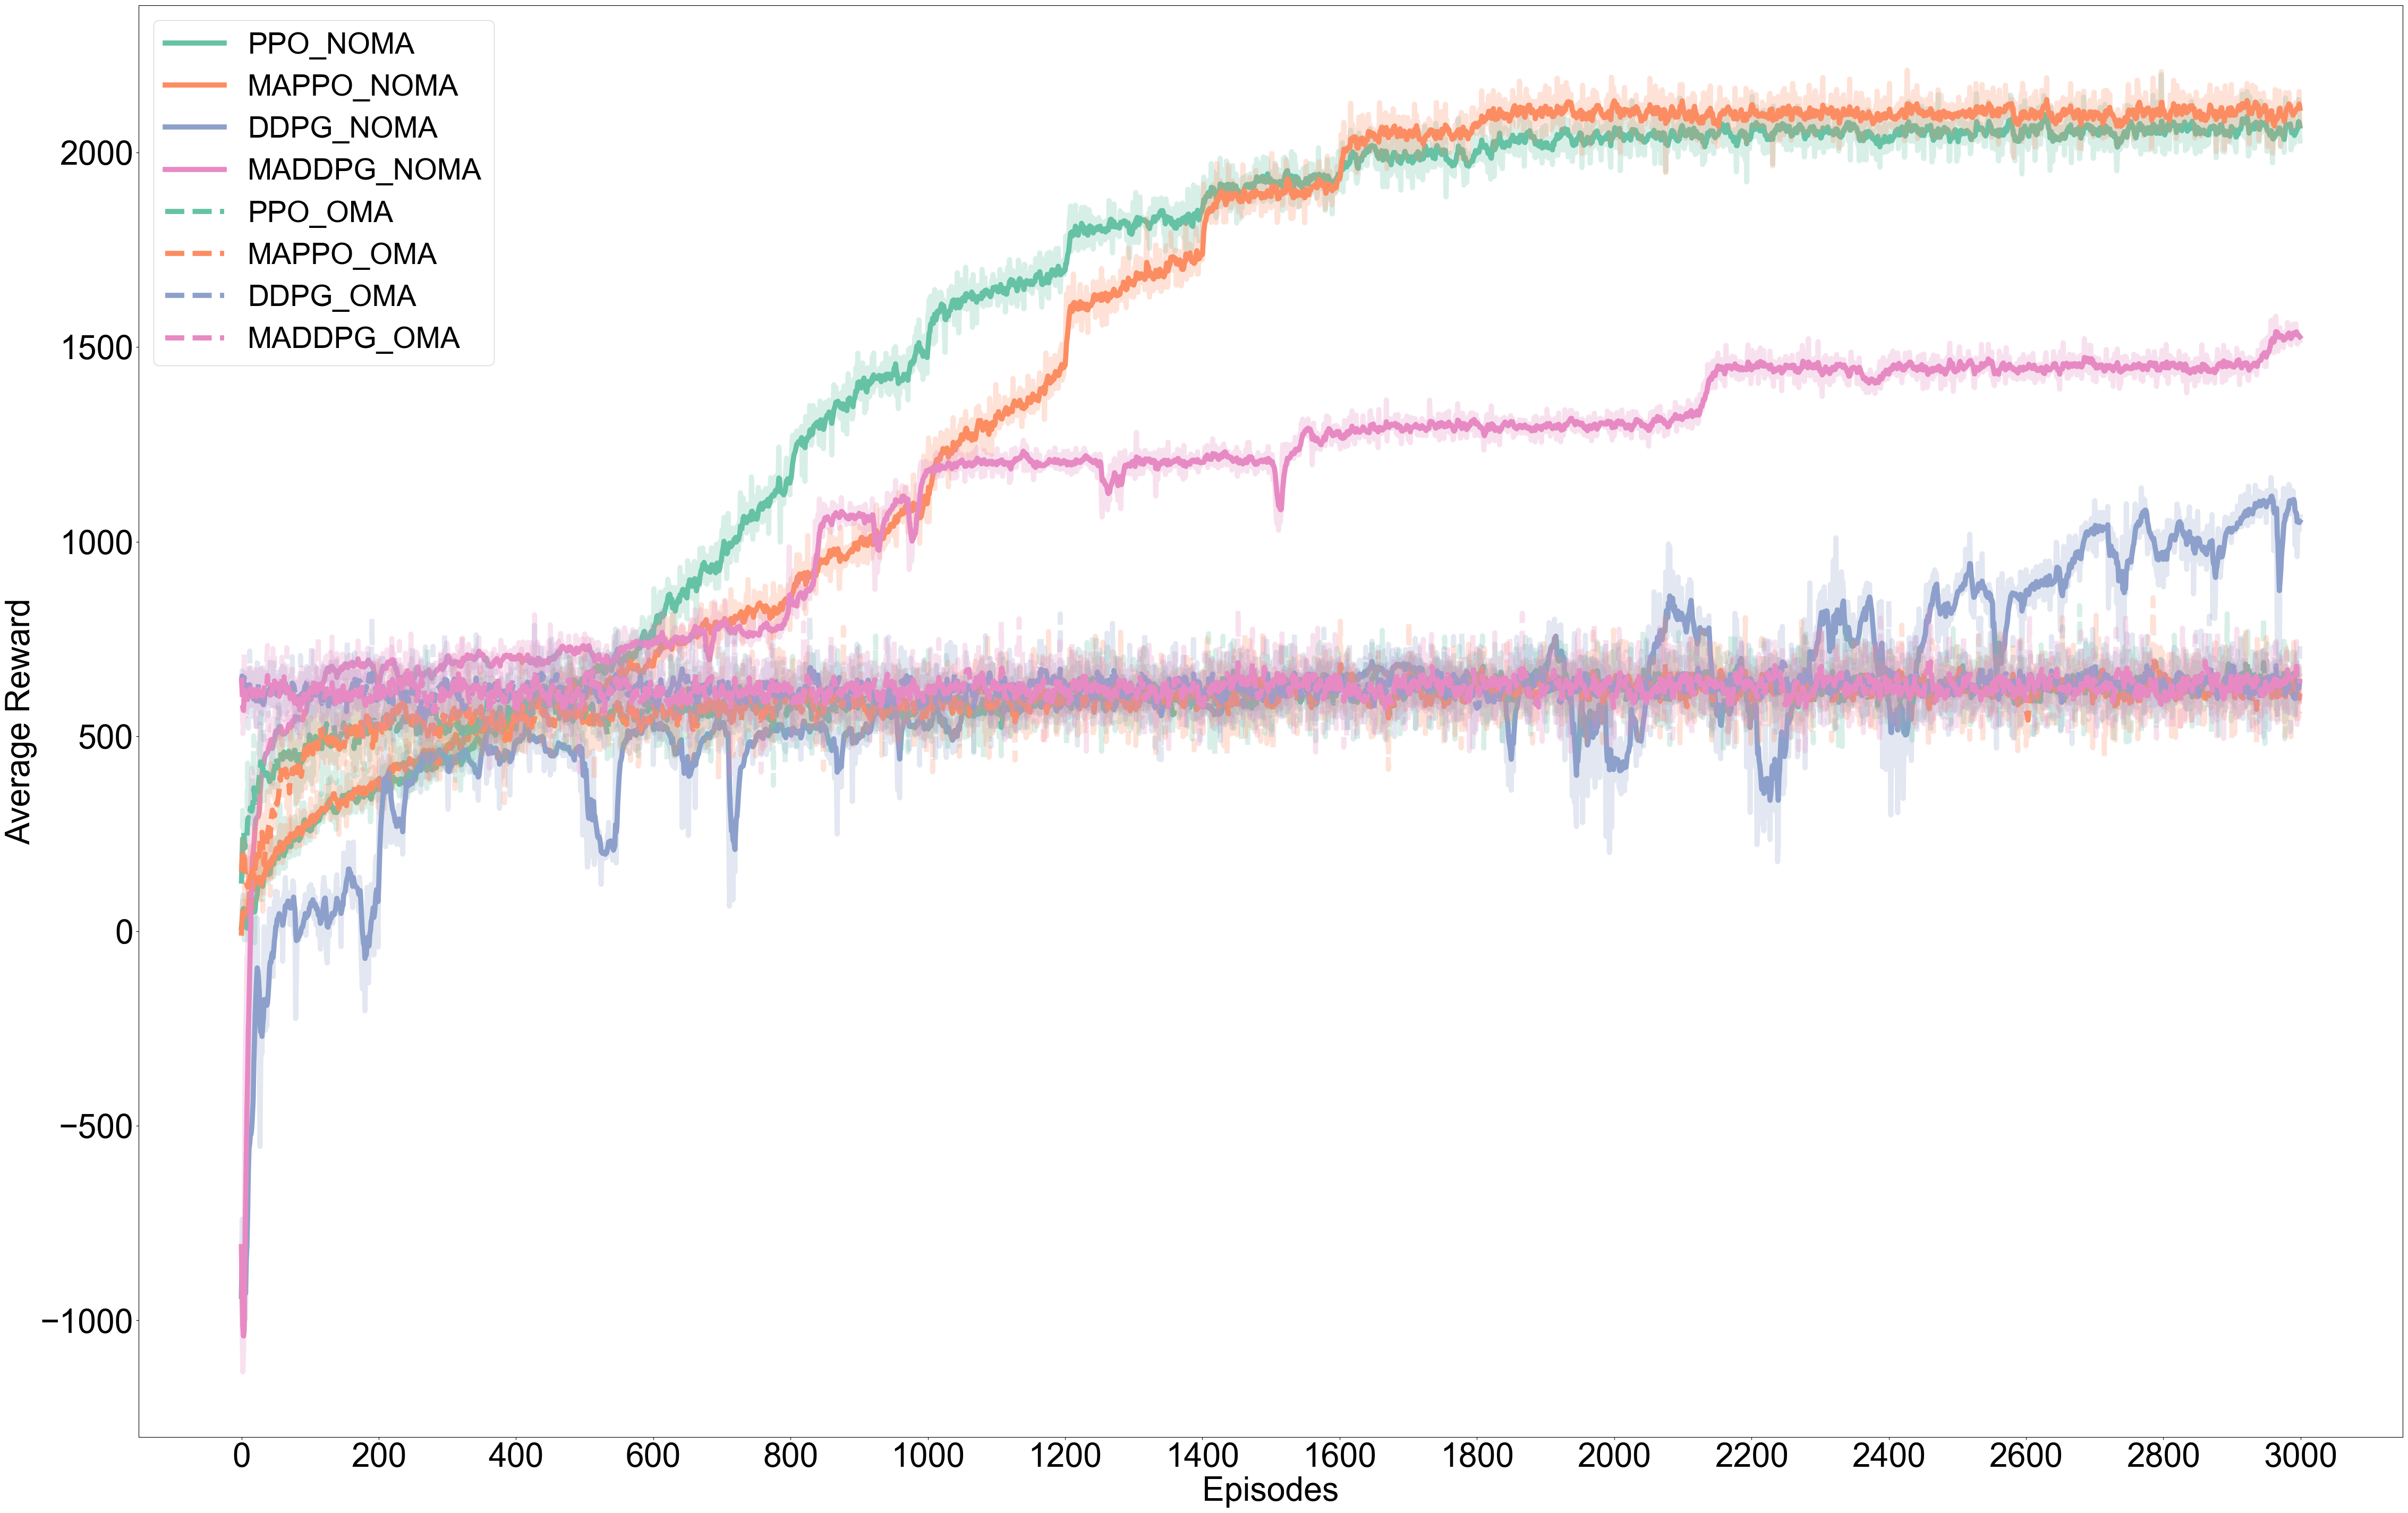 PPO_NOMA
MAPPO_NOMA
DDPG_NOMA
MADDPG_NOMA
PPO_OMA
MAPPO_OMA
DDPG_OMA
MADDPG_OMA
2000
1500
1000
500
0
−500
−1000
Average Reward
0 200 400 600 800 1000 1200 1400 1600 1800 2000 2200 2400 2600 2800 3000
Episodes